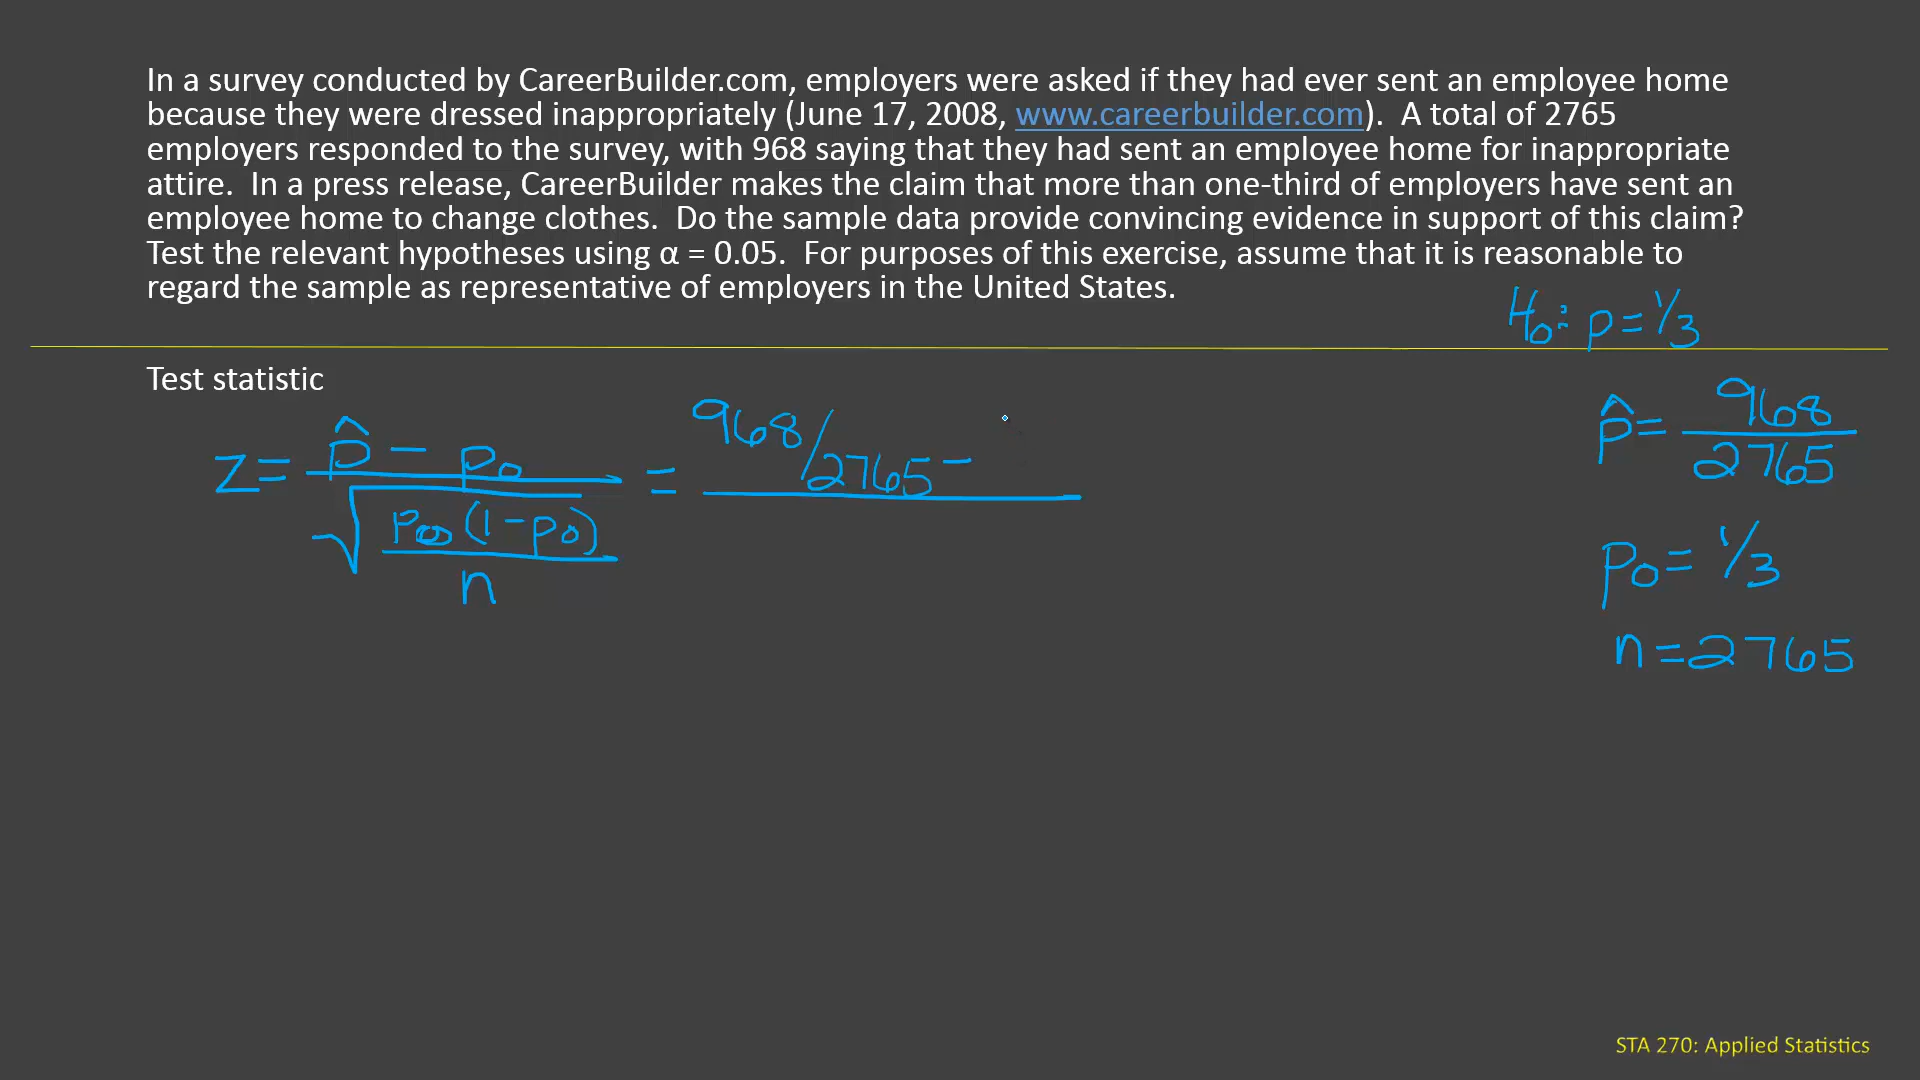 In a survey conducted by CareerBuilder.com, employers were asked if they had ever sent an employee home
because they were dressed inappropriately (June 17, 2008, www.careerbuilder.com).  A total of 2765
employers responded to the survey, with 968 saying that they had sent an employee home for inappropriate
attire.  In a press release, CareerBuilder makes the claim that more than one-third of employers have sent an
employee home to change clothes.  Do the sample data provide convincing evidence in support of this claim?
Test the relevant hypotheses using α = 0.05.  For purposes of this exercise, assume that it is reasonable to
regard the sample as representative of employers in the United States.
H₀: p = 1/3
Test statistic
z = (p̂ − p₀) / √(p₀(1 − p₀) / n) = 968/2765 −
p̂ = 968/2765
p₀ = 1/3
n = 2765
STA 270: Applied Statistics